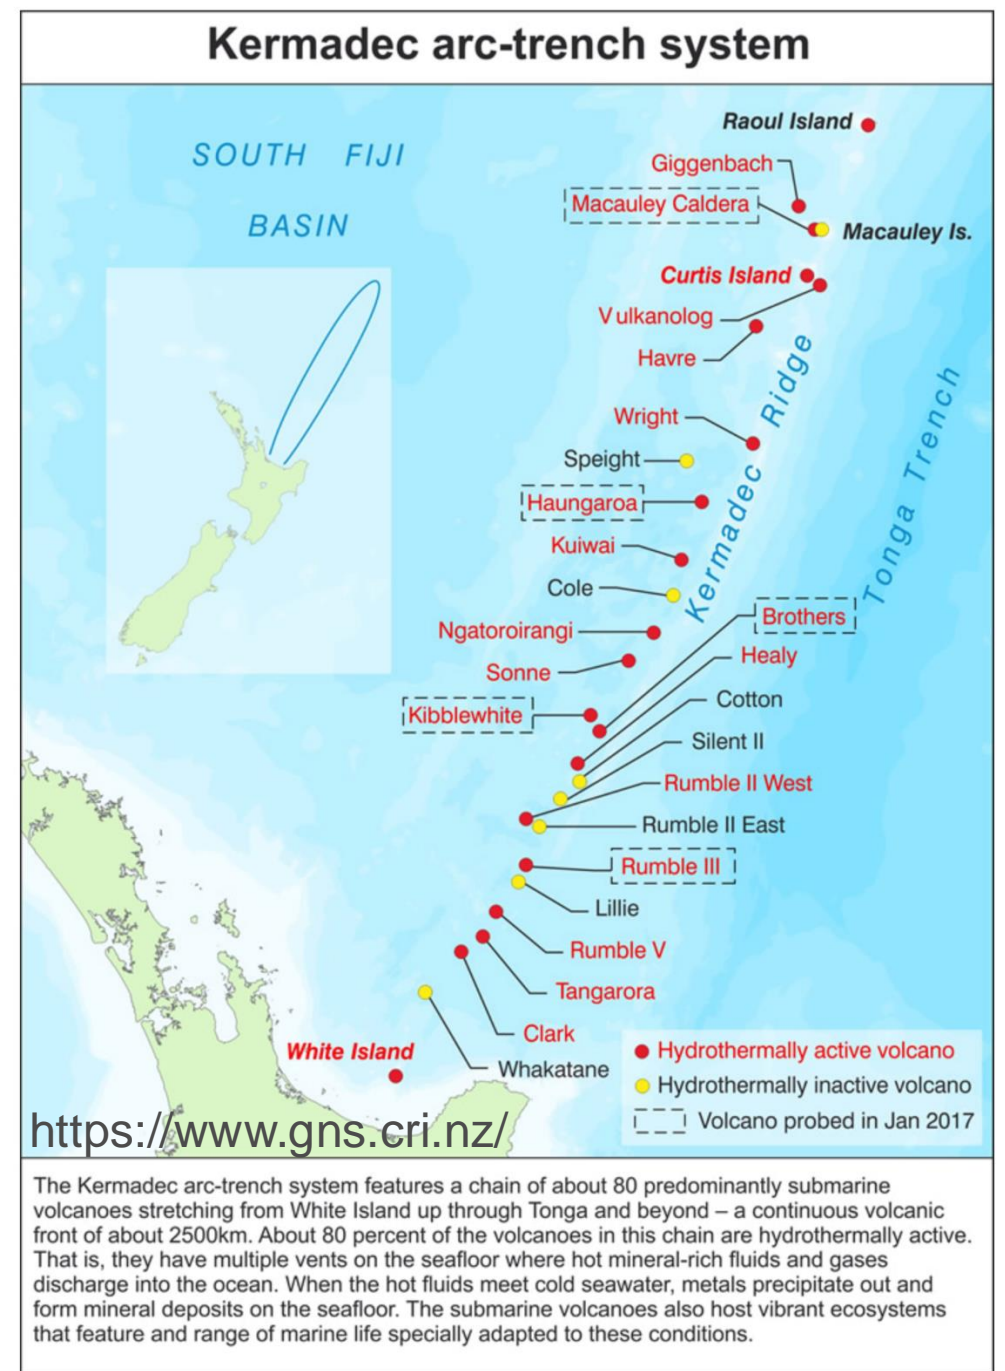 Kermadec arc-trench system
Raoul Island
SOUTH FIJI
BASIN
Giggenbach
Macauley Caldera
Macauley Is.
Curtis Island
Vulkanolog
Havre
Kermadec Ridge
Tonga Trench
Wright
Speight
Haungaroa
Kuiwai
Cole
Brothers
Ngatoroirangi
Healy
Sonne
Cotton
Kibblewhite
Silent II
Rumble II West
Rumble II East
Rumble III
Lillie
Rumble V
Tangarora
Clark
White Island
Whakatane
Hydrothermally active volcano
Hydrothermally inactive volcano
Volcano probed in Jan 2017
https://www.gns.cri.nz/
The Kermadec arc-trench system features a chain of about 80 predominantly submarine
volcanoes stretching from White Island up through Tonga and beyond – a continuous volcanic
front of about 2500km. About 80 percent of the volcanoes in this chain are hydrothermally active.
That is, they have multiple vents on the seafloor where hot mineral-rich fluids and gases
discharge into the ocean. When the hot fluids meet cold seawater, metals precipitate out and
form mineral deposits on the seafloor. The submarine volcanoes also host vibrant ecosystems
that feature and range of marine life specially adapted to these conditions.